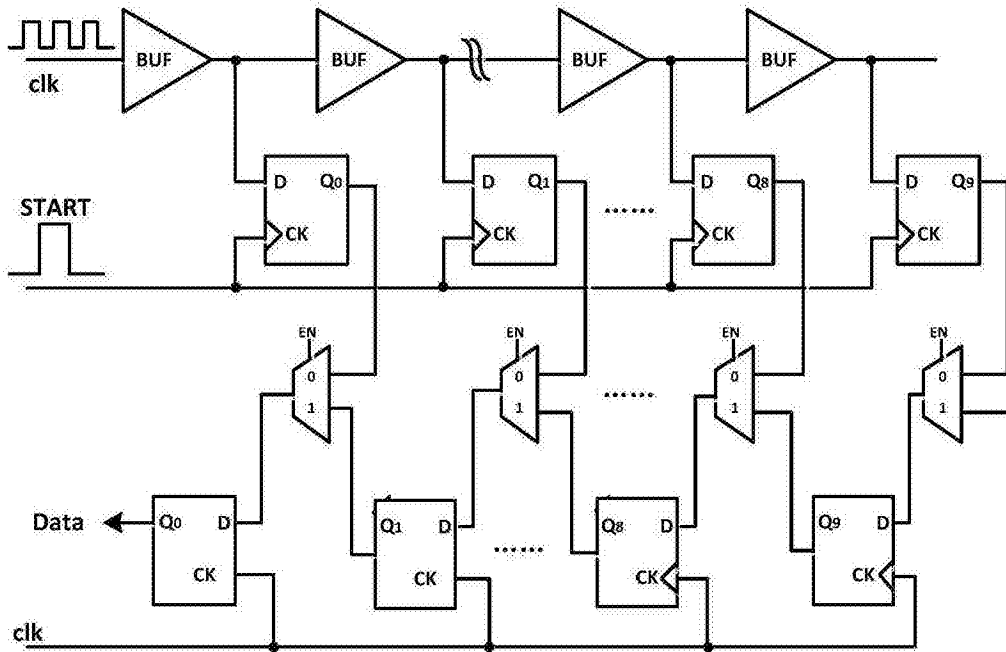 BUF BUF BUF BUF
clk
D Q0 D Q1 D Q8 D Q9
START
......
CK CK CK CK
EN EN EN EN
0 0 0 0
......
1 1 1 1
Data Q0 D Q1 D Q8 D Q9 D
......
CK CK CK CK
clk